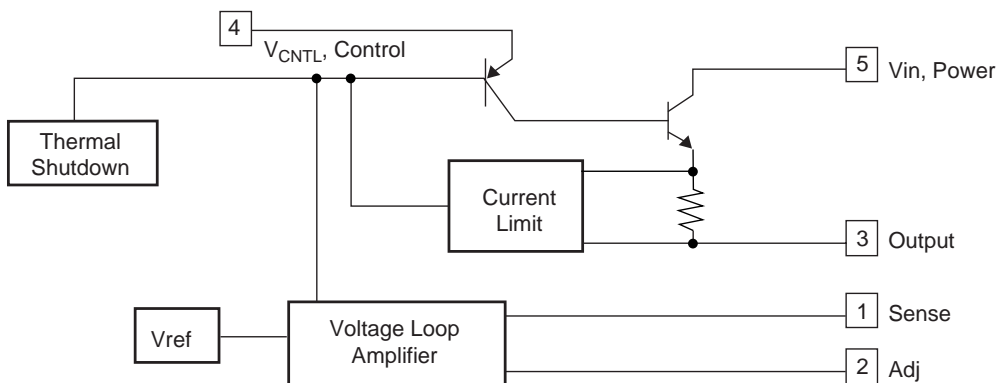 4
V_CNTL, Control
5 Vin, Power
Thermal
Shutdown
Current
Limit
3 Output
1 Sense
Vref
Voltage Loop
Amplifier
2 Adj